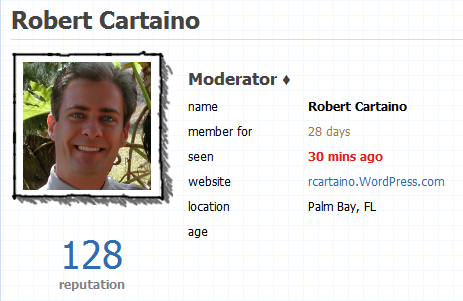 Robert Cartaino
Moderator ♦
name Robert Cartaino
member for 28 days
seen 30 mins ago
website rcartaino.WordPress.com
location Palm Bay, FL
age
128
reputation